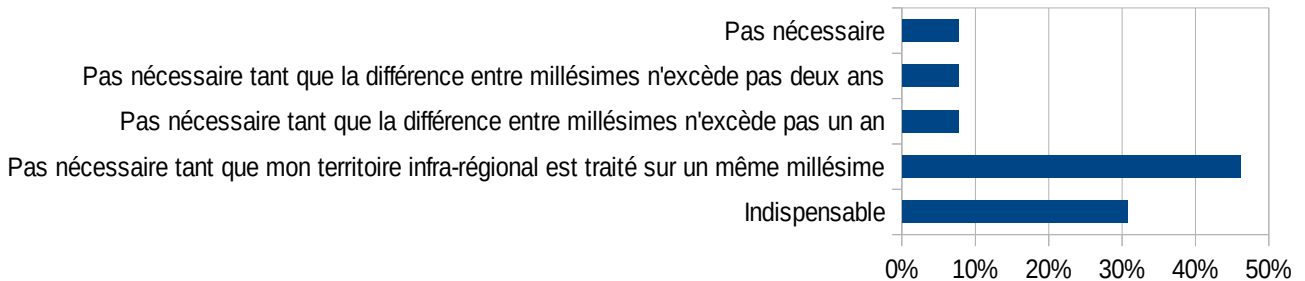 Pas nécessaire
Pas nécessaire tant que la différence entre millésimes n'excède pas deux ans
Pas nécessaire tant que la différence entre millésimes n'excède pas un an
Pas nécessaire tant que mon territoire infra-régional est traité sur un même millésime
Indispensable
0% 10% 20% 30% 40% 50%